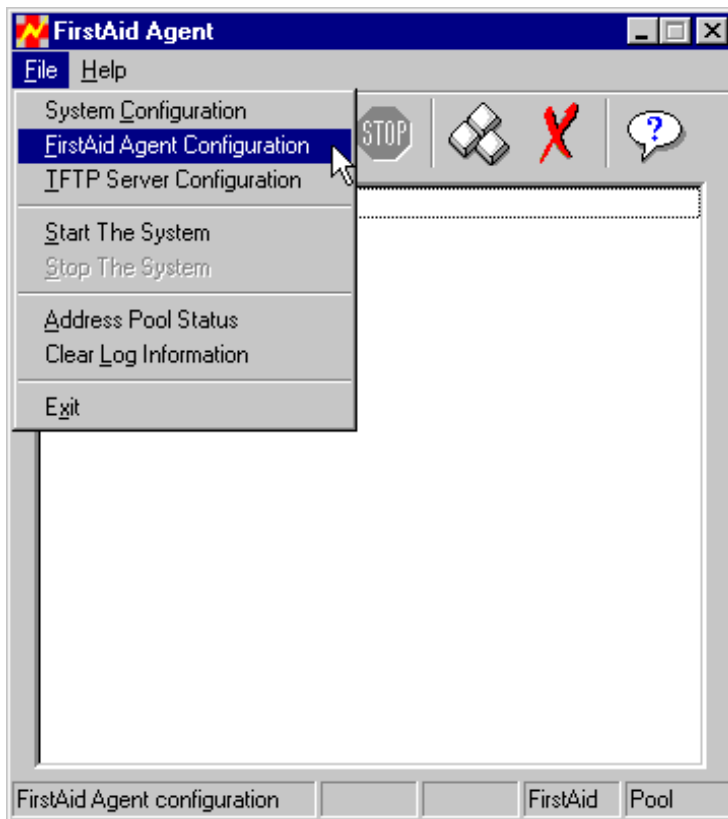 FirstAid Agent
File Help
System Configuration
FirstAid Agent Configuration
TFTP Server Configuration
Start The System
Stop The System
Address Pool Status
Clear Log Information
Exit
STOP
?
FirstAid Agent configuration FirstAid Pool